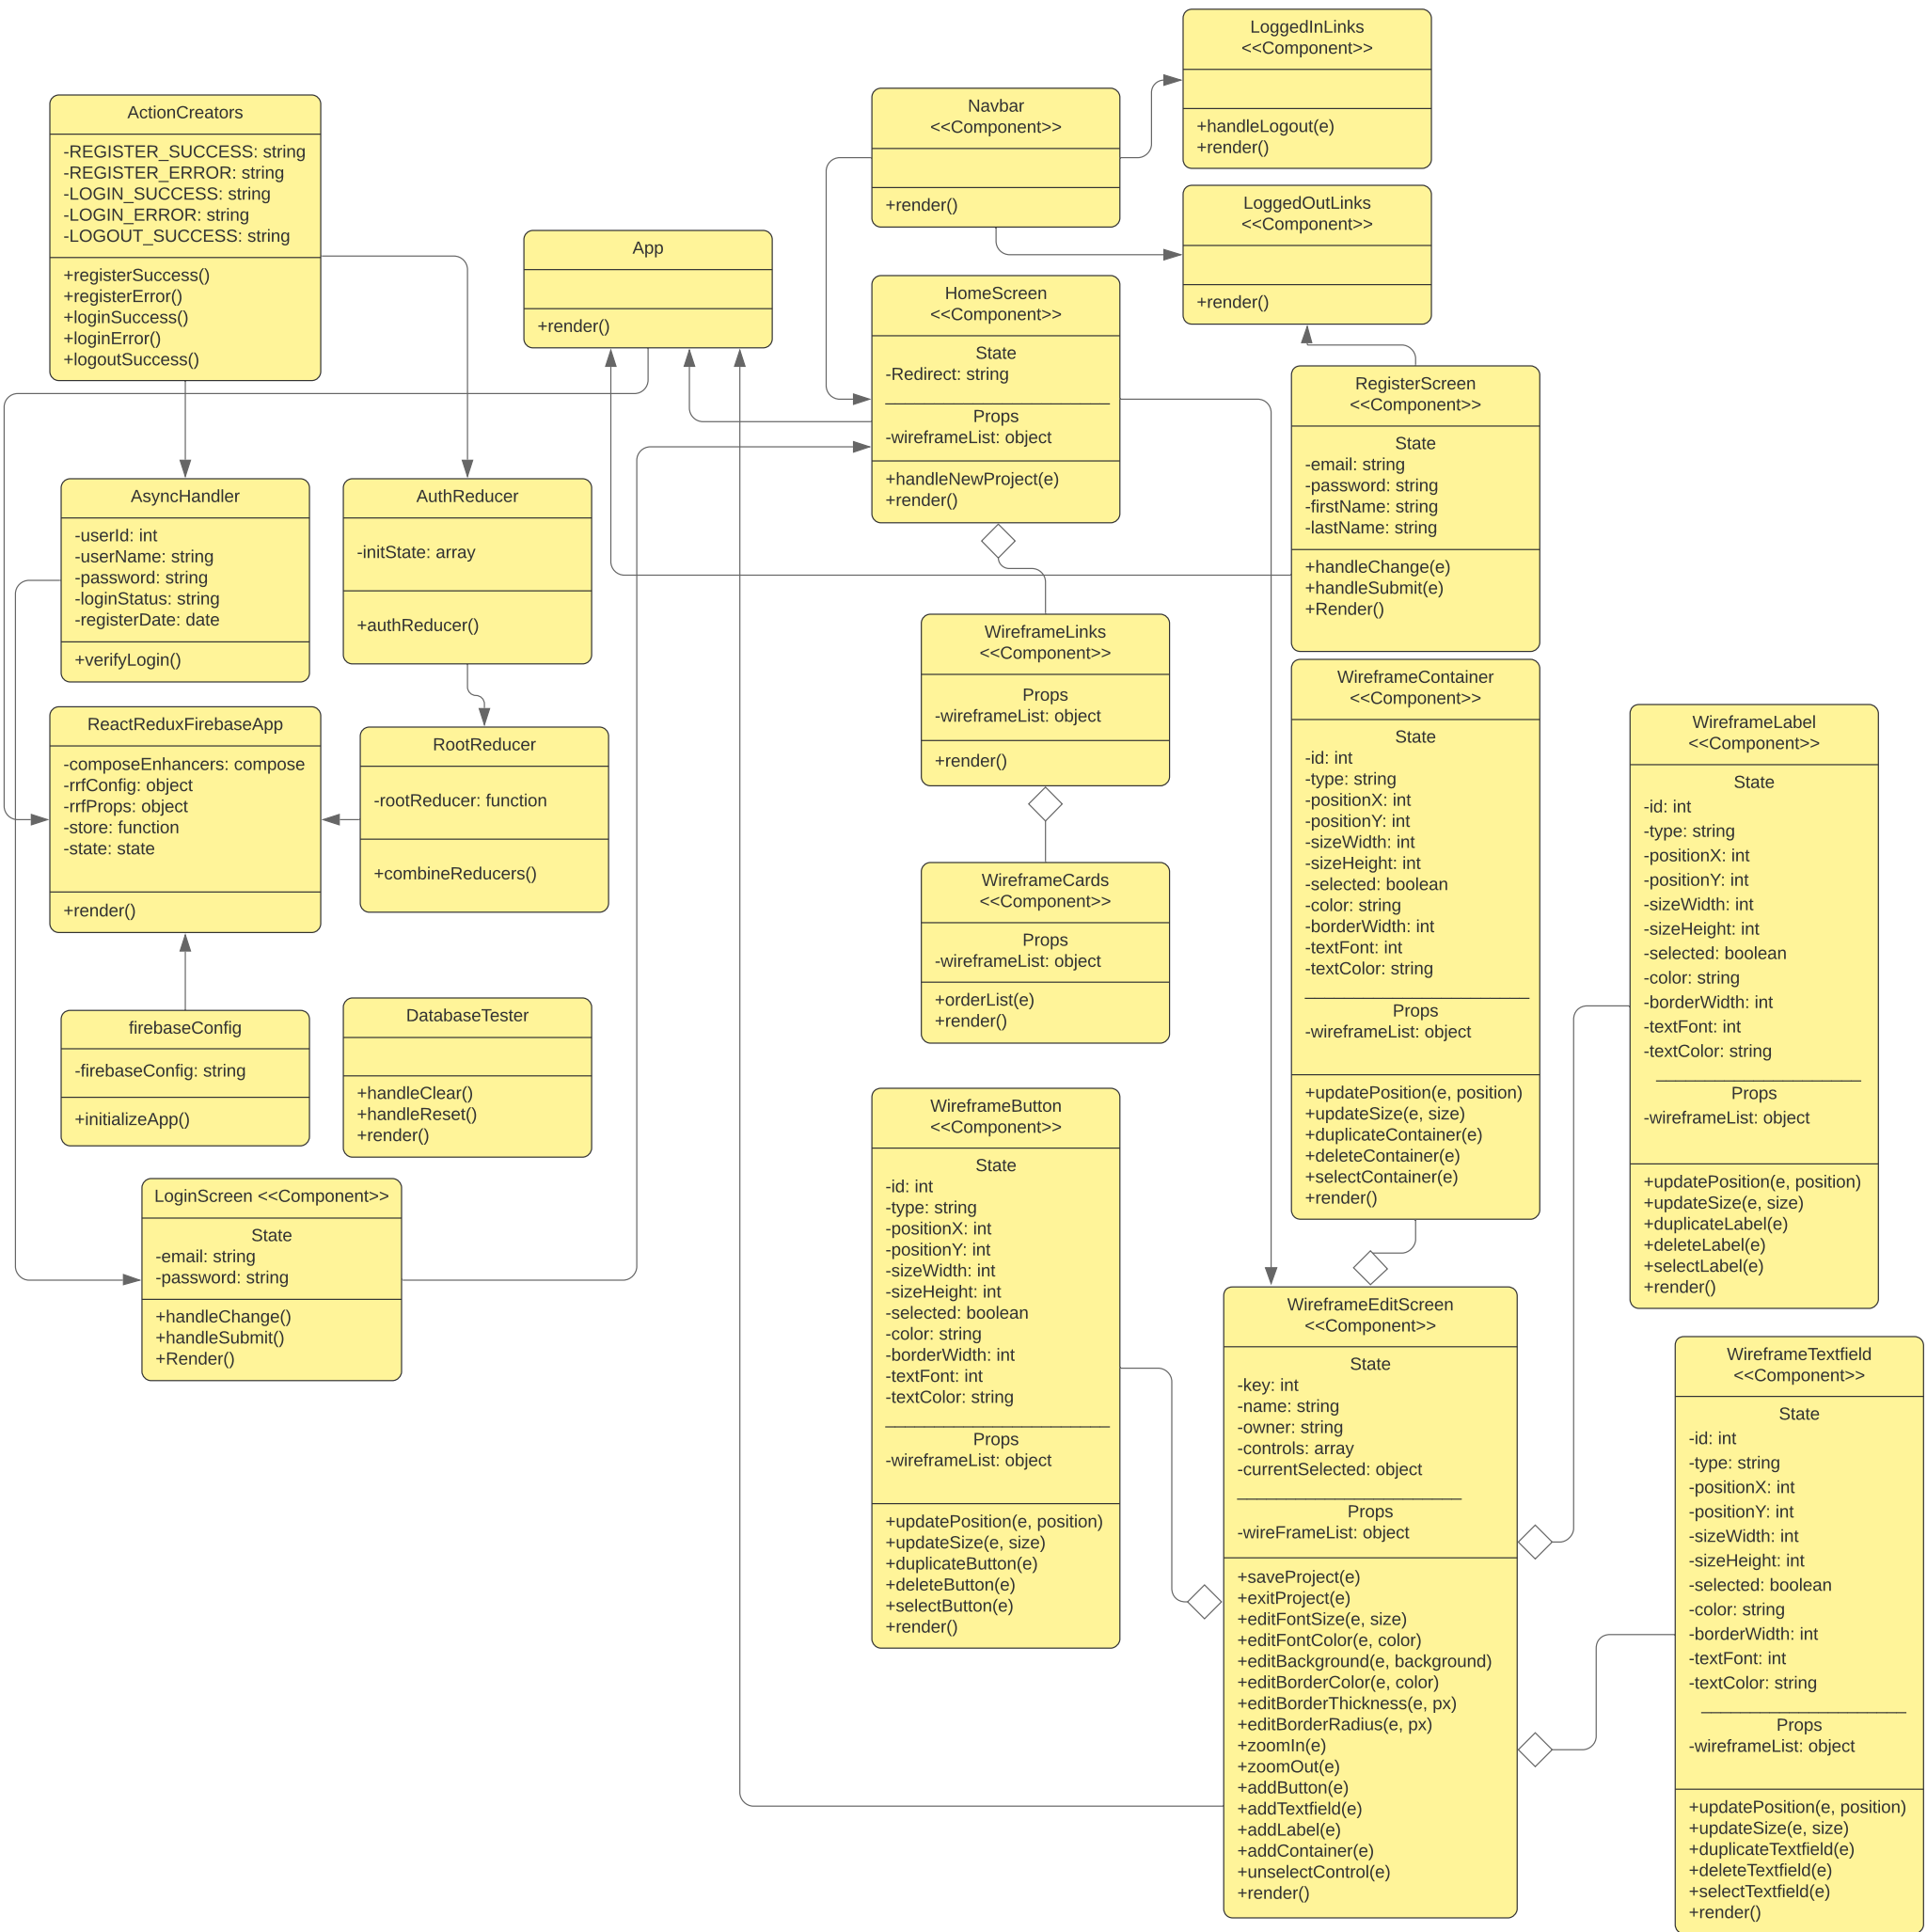 ActionCreators
-REGISTER_SUCCESS: string
-REGISTER_ERROR: string
-LOGIN_SUCCESS: string
-LOGIN_ERROR: string
-LOGOUT_SUCCESS: string
+registerSuccess()
+registerError()
+loginSuccess()
+loginError()
+logoutSuccess()
App
+render()
Navbar
<<Component>>
+render()
LoggedInLinks
<<Component>>
+handleLogout(e)
+render()
LoggedOutLinks
<<Component>>
+render()
HomeScreen
<<Component>>
State
-Redirect: string
Props
-wireframeList: object
+handleNewProject(e)
+render()
RegisterScreen
<<Component>>
State
-email: string
-password: string
-firstName: string
-lastName: string
+handleChange(e)
+handleSubmit(e)
+Render()
AsyncHandler
-userId: int
-userName: string
-password: string
-loginStatus: string
-registerDate: date
+verifyLogin()
AuthReducer
-initState: array
+authReducer()
ReactReduxFirebaseApp
-composeEnhancers: compose
-rrfConfig: object
-rrfProps: object
-store: function
-state: state
+render()
RootReducer
-rootReducer: function
+combineReducers()
firebaseConfig
-firebaseConfig: string
+initializeApp()
DatabaseTester
+handleClear()
+handleReset()
+render()
LoginScreen <<Component>>
State
-email: string
-password: string
+handleChange()
+handleSubmit()
+Render()
WireframeLinks
<<Component>>
Props
-wireframeList: object
+render()
WireframeCards
<<Component>>
Props
-wireframeList: object
+orderList(e)
+render()
WireframeContainer
<<Component>>
State
-id: int
-type: string
-positionX: int
-positionY: int
-sizeWidth: int
-sizeHeight: int
-selected: boolean
-color: string
-borderWidth: int
-textFont: int
-textColor: string
Props
-wireframeList: object
+updatePosition(e, position)
+updateSize(e, size)
+duplicateContainer(e)
+deleteContainer(e)
+selectContainer(e)
+render()
WireframeLabel
<<Component>>
State
-id: int
-type: string
-positionX: int
-positionY: int
-sizeWidth: int
-sizeHeight: int
-selected: boolean
-color: string
-borderWidth: int
-textFont: int
-textColor: string
Props
-wireframeList: object
+updatePosition(e, position)
+updateSize(e, size)
+duplicateLabel(e)
+deleteLabel(e)
+selectLabel(e)
+render()
WireframeButton
<<Component>>
State
-id: int
-type: string
-positionX: int
-positionY: int
-sizeWidth: int
-sizeHeight: int
-selected: boolean
-color: string
-borderWidth: int
-textFont: int
-textColor: string
Props
-wireframeList: object
+updatePosition(e, position)
+updateSize(e, size)
+duplicateButton(e)
+deleteButton(e)
+selectButton(e)
+render()
WireframeEditScreen
<<Component>>
State
-key: int
-name: string
-owner: string
-controls: array
-currentSelected: object
Props
-wireFrameList: object
+saveProject(e)
+exitProject(e)
+editFontSize(e, size)
+editFontColor(e, color)
+editBackground(e, background)
+editBorderColor(e, color)
+editBorderThickness(e, px)
+editBorderRadius(e, px)
+zoomIn(e)
+zoomOut(e)
+addButton(e)
+addTextfield(e)
+addLabel(e)
+addContainer(e)
+unselectControl(e)
+render()
WireframeTextfield
<<Component>>
State
-id: int
-type: string
-positionX: int
-positionY: int
-sizeWidth: int
-sizeHeight: int
-selected: boolean
-color: string
-borderWidth: int
-textFont: int
-textColor: string
Props
-wireframeList: object
+updatePosition(e, position)
+updateSize(e, size)
+duplicateTextfield(e)
+deleteTextfield(e)
+selectTextfield(e)
+render()